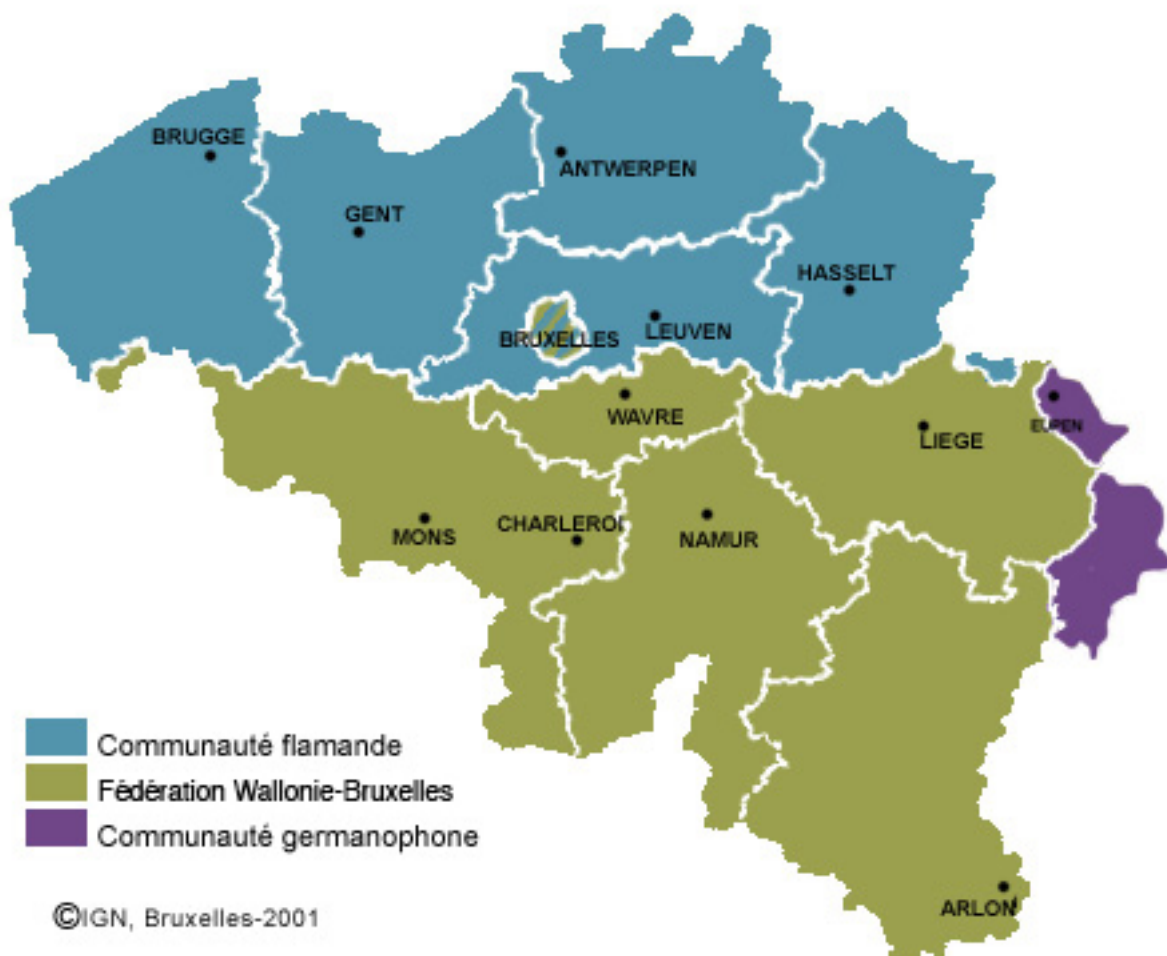 BRUGGE
ANTWERPEN
GENT
HASSELT
BRUXELLES
LEUVEN
WAVRE
LIEGE
EUPEN
MONS
CHARLEROI
NAMUR
Communauté flamande
Fédération Wallonie-Bruxelles
Communauté germanophone
©IGN, Bruxelles-2001
ARLON